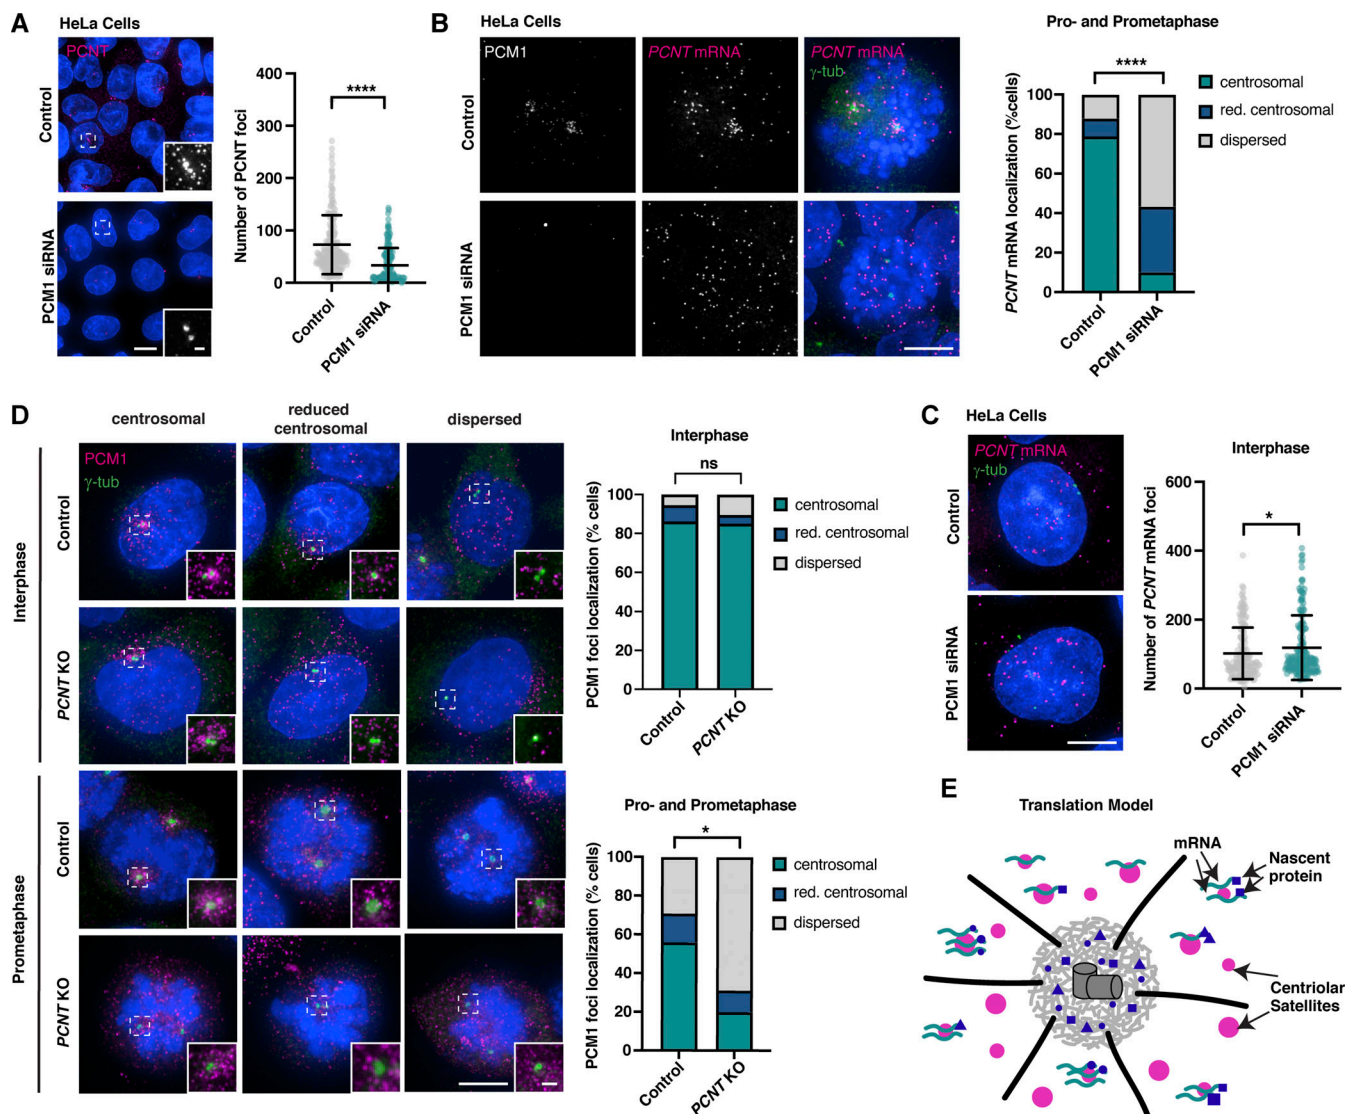 A
HeLa Cells
PCNT
Control
PCM1 siRNA
Number of PCNT foci
400
300
200
100
0
****
Control
PCM1 siRNA
B
HeLa Cells
PCM1
PCNT mRNA
PCNT mRNA
γ-tub
Control
PCM1 siRNA
Pro- and Prometaphase
****
PCNT mRNA localization (%cells)
100
80
60
40
20
0
Control
PCM1 siRNA
centrosomal
red. centrosomal
dispersed
D
centrosomal
reduced
centrosomal
dispersed
PCM1
γ-tub
Interphase
Control
PCNT KO
Prometaphase
Control
PCNT KO
Interphase
ns
PCM1 foci localization (% cells)
100
80
60
40
20
0
Control
PCNT KO
centrosomal
red. centrosomal
dispersed
Pro- and Prometaphase
*
PCM1 foci localization (% cells)
100
80
60
40
20
0
Control
PCNT KO
centrosomal
red. centrosomal
dispersed
C
HeLa Cells
PCNT mRNA
γ-tub
Control
PCM1 siRNA
Interphase
*
Number of PCNT mRNA foci
600
400
200
0
Control
PCM1 siRNA
E
Translation Model
mRNA
Nascent
protein
Centriolar
Satellites